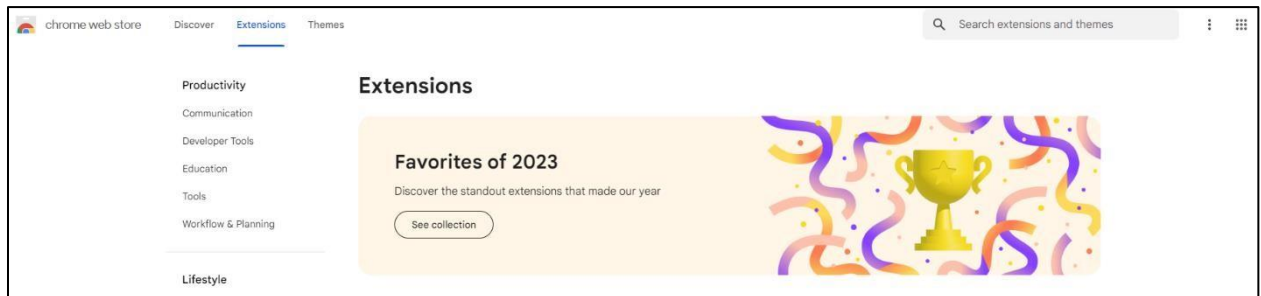 chrome web store Discover Extensions Themes Search extensions and themes
Productivity
Communication
Developer Tools
Education
Tools
Workflow & Planning
Lifestyle
Extensions
Favorites of 2023
Discover the standout extensions that made our year
See collection